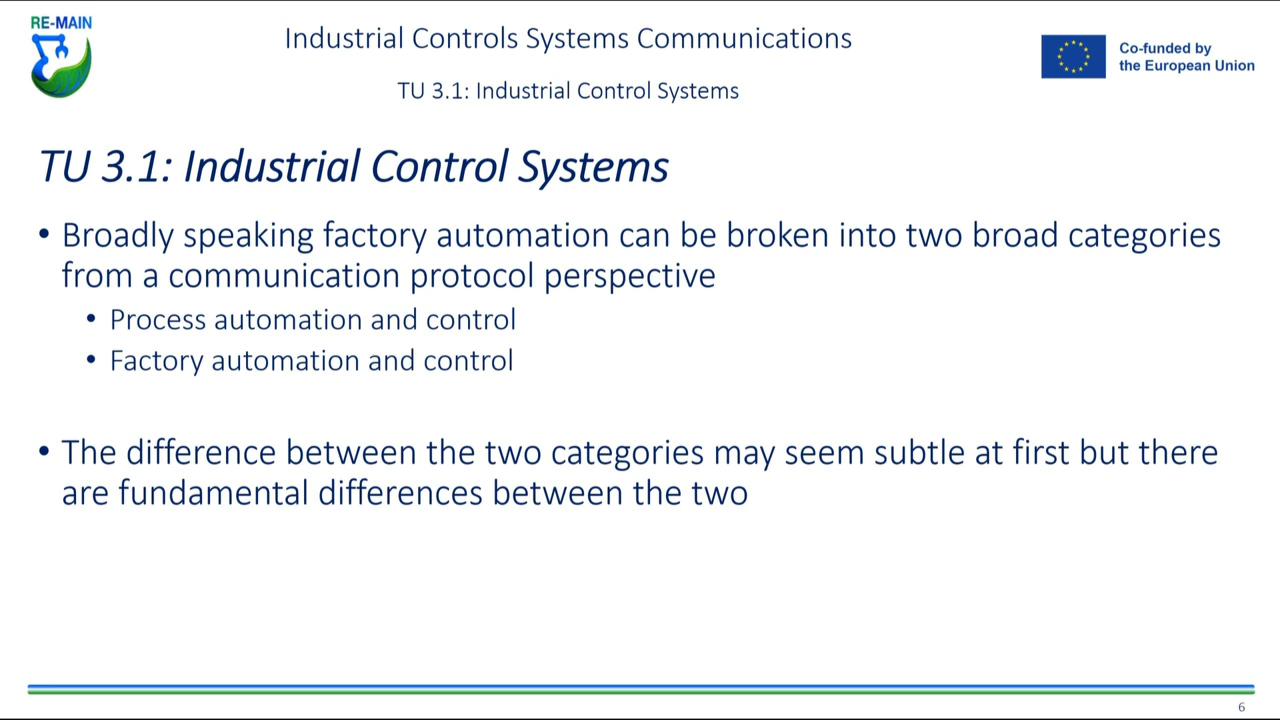 RE-MAIN
Industrial Controls Systems Communications
TU 3.1: Industrial Control Systems
Co-funded by
the European Union
TU 3.1: Industrial Control Systems
• Broadly speaking factory automation can be broken into two broad categories
from a communication protocol perspective
• Process automation and control
• Factory automation and control
• The difference between the two categories may seem subtle at first but there
are fundamental differences between the two
6